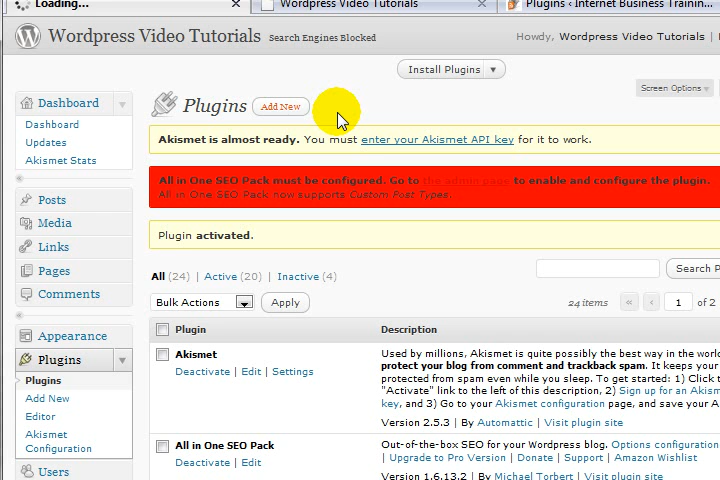 Loading...
Wordpress Video Tutorials
Plugins ‹ Internet Business Trainin...
Wordpress Video Tutorials
Search Engines Blocked
Howdy, Wordpress Video Tutorials |
Install Plugins
Screen Options
Plugins
Add New
Akismet is almost ready. You must enter your Akismet API key for it to work.
All in One SEO Pack must be configured. Go to the admin page to enable and configure the plugin.
All in One SEO Pack now supports Custom Post Types.
Plugin activated.
All (24) | Active (20) | Inactive (4)
Search P
Bulk Actions
Apply
24 items
«
‹
1
of 2
Plugin
Description
Akismet
Deactivate | Edit | Settings
Used by millions, Akismet is quite possibly the best way in the world
protect your blog from comment and trackback spam. It keeps your
protected from spam even while you sleep. To get started: 1) Click t
"Activate" link to the left of this description, 2) Sign up for an Akism
key, and 3) Go to your Akismet configuration page, and save your A
Version 2.5.3 | By Automattic | Visit plugin site
All in One SEO Pack
Deactivate | Edit
Out-of-the-box SEO for your Wordpress blog. Options configuration
| Upgrade to Pro Version | Donate | Support | Amazon Wishlist
Version 1.6.13.2 | By Michael Torbert | Visit plugin site
Dashboard
Dashboard
Updates
Akismet Stats
Posts
Media
Links
Pages
Comments
Appearance
Plugins
Plugins
Add New
Editor
Akismet
Configuration
Users